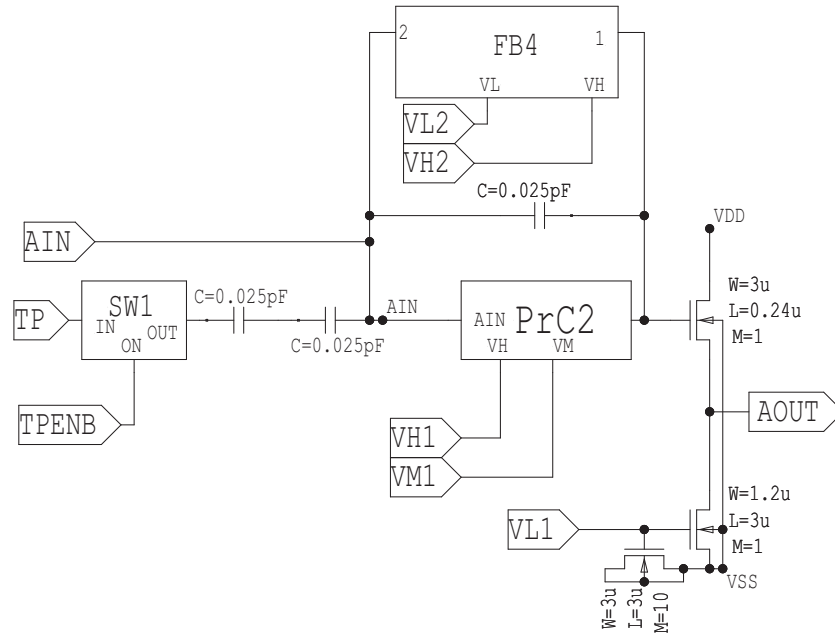 2 FB4 1
VL VH
VL2
VH2
C=0.025pF
AIN
VDD
TP
SW1
IN OUT
ON
C=0.025pF
C=0.025pF
AIN
AIN PrC2
VH VM
W=3u
L=0.24u
M=1
TPENB
AOUT
VH1
VM1
VL1
W=1.2u
L=3u
M=1
VSS
W=3u
L=3u
M=10